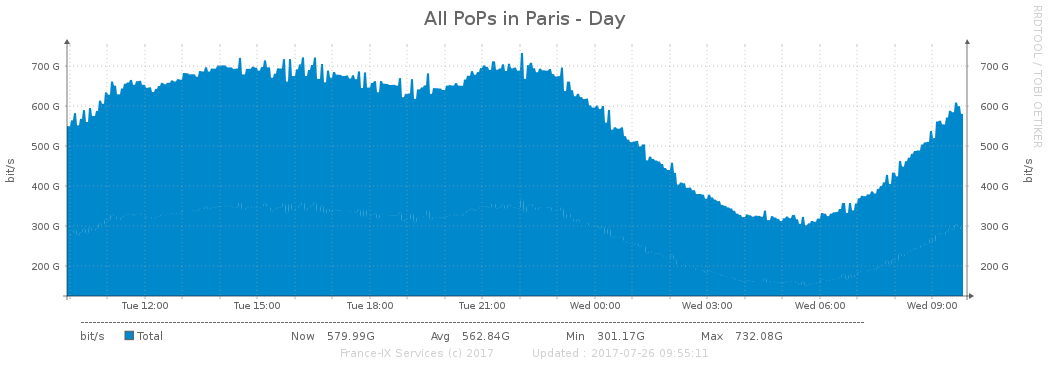 All PoPs in Paris - Day
RRDTOOL / TOBI OETIKER
bit/s
700 G
600 G
500 G
400 G
300 G
200 G
700 G
600 G
500 G
400 G
300 G
200 G
bit/s
Tue 12:00 Tue 15:00 Tue 18:00 Tue 21:00 Wed 00:00 Wed 03:00 Wed 06:00 Wed 09:00
bit/s Total Now 579.99G Avg 562.84G Min 301.17G Max 732.08G
France-IX Services (c) 2017 Updated : 2017-07-26 09:55:11